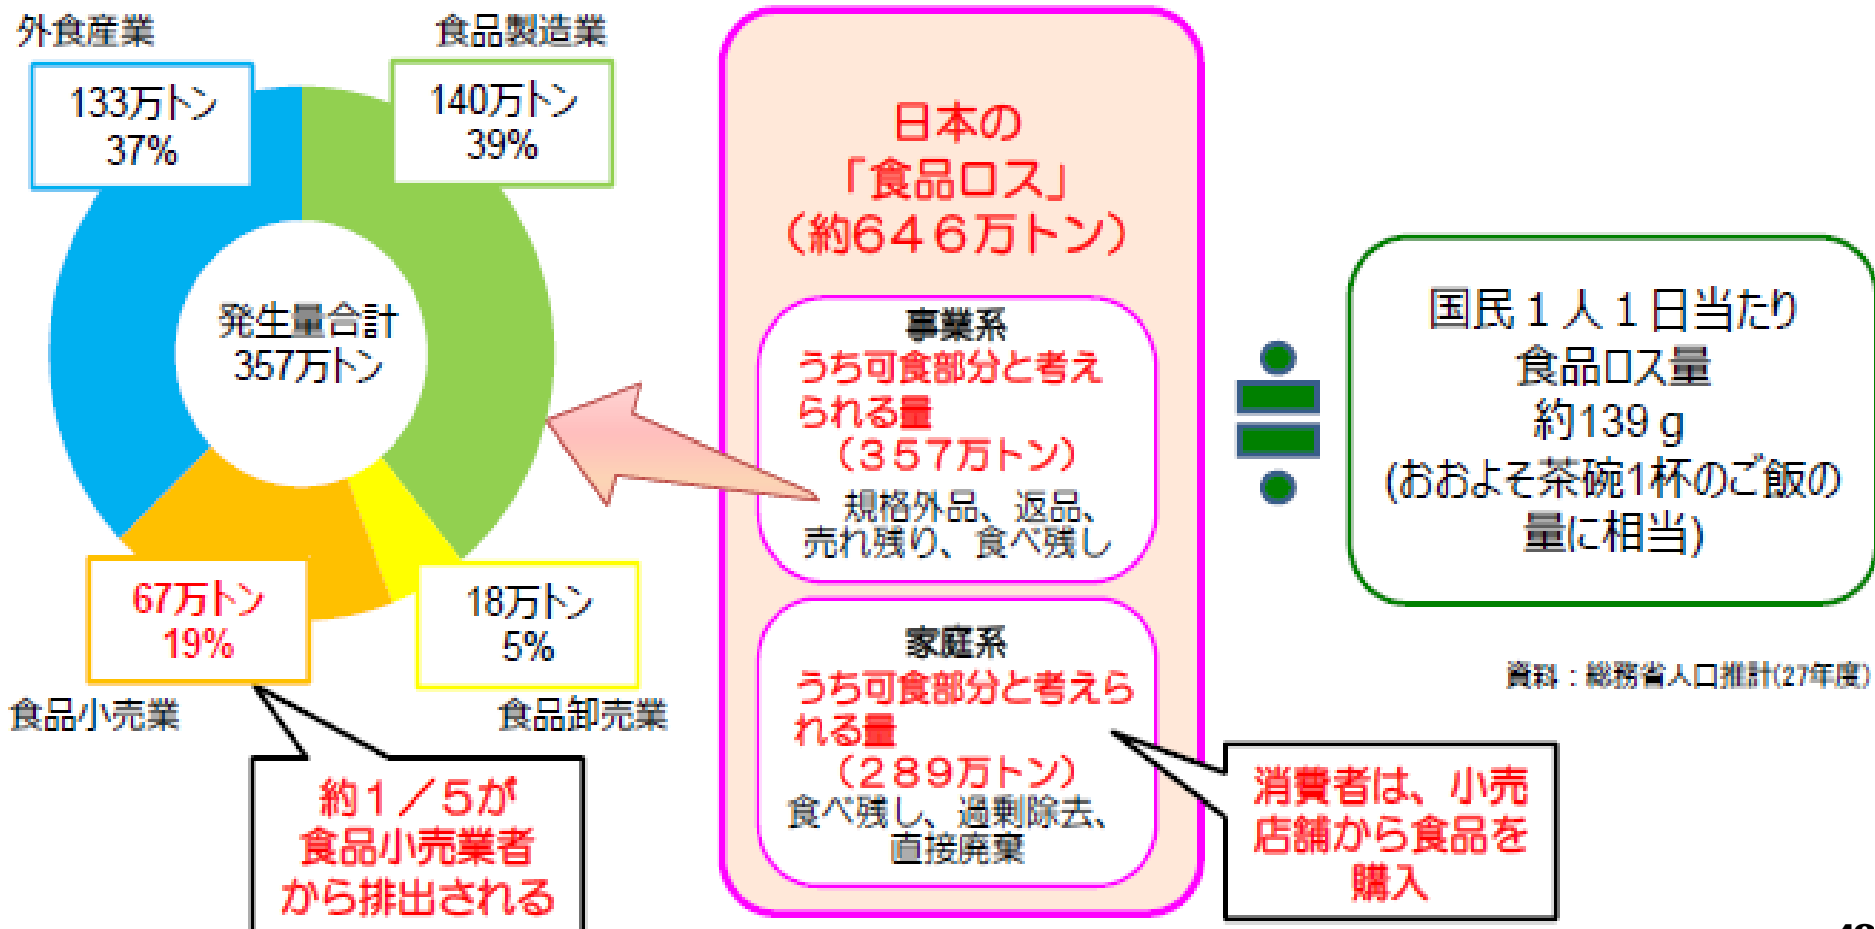 外食産業
133万トン
37%
食品製造業
140万トン
39%
発生量合計
357万トン
67万トン
19%
食品小売業
18万トン
5%
食品卸売業
約1/5が
食品小売業者
から排出される
日本の
「食品ロス」
(約646万トン)
事業系
うち可食部分と考え
られる量
(357万トン)
規格外品、返品、
売れ残り、食べ残し
家庭系
うち可食部分と考えら
れる量
(289万トン)
食べ残し、過剰除去、
直接廃棄
消費者は、小売
店舗から食品を
購入
≒
国民1人1日当たり
食品ロス量
約139g
(おおよそ茶碗1杯のご飯の
量に相当)
資料:総務省人口推計(27年度)